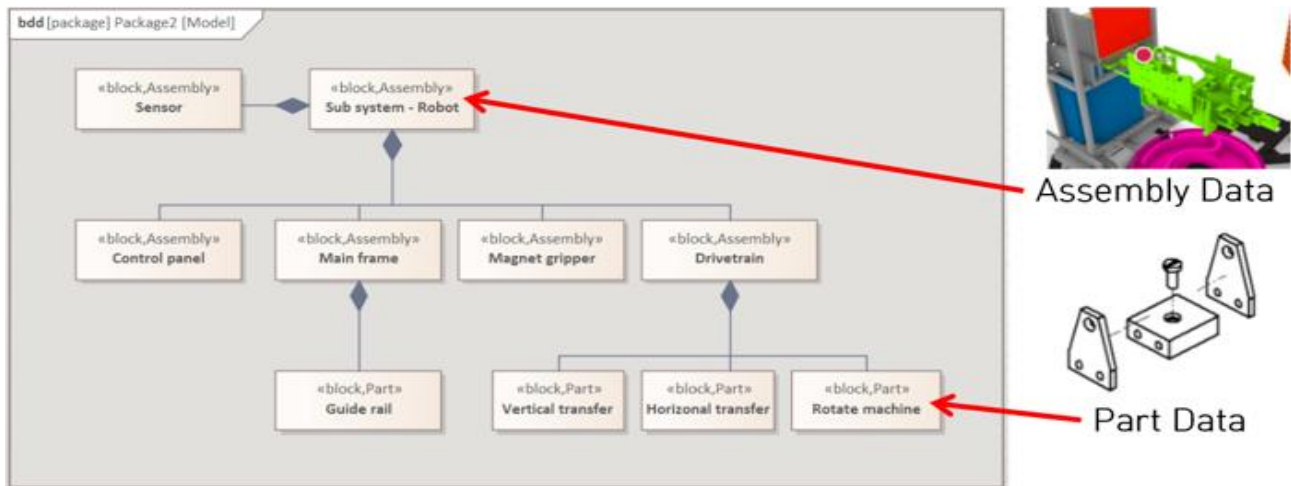 bdd [package] Package2 [Model]
«block,Assembly»
Sensor
«block,Assembly»
Sub system - Robot
«block,Assembly»
Control panel
«block,Assembly»
Main frame
«block,Assembly»
Magnet gripper
«block,Assembly»
Drivetrain
«block,Part»
Guide rail
«block,Part»
Vertical transfer
«block,Part»
Horizonal transfer
«block,Part»
Rotate machine
Assembly Data
Part Data